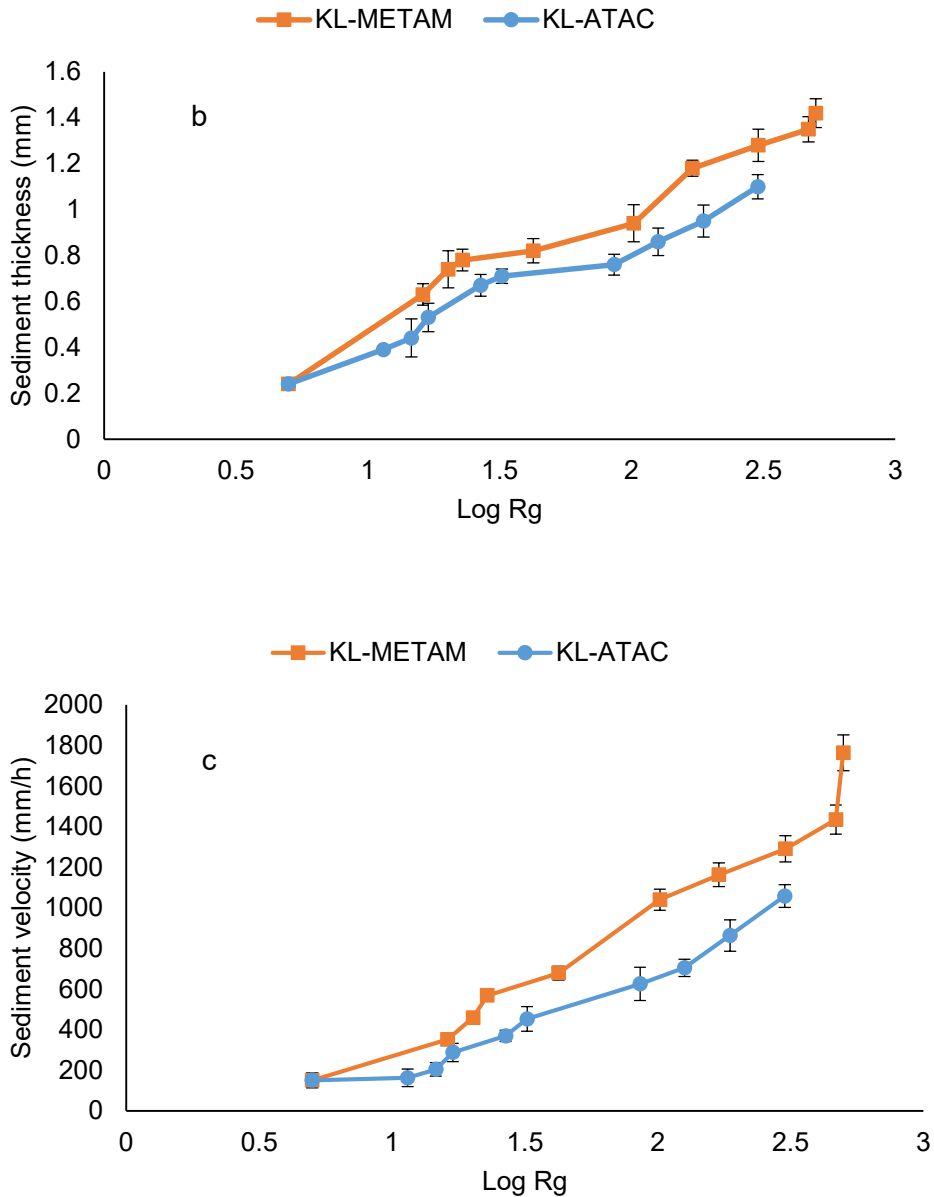 KL-METAM KL-ATAC
b
Sediment thickness (mm)
1.6
1.4
1.2
1
0.8
0.6
0.4
0.2
0
0 0.5 1 1.5 2 2.5 3
Log Rg
KL-METAM KL-ATAC
c
Sediment velocity (mm/h)
2000
1800
1600
1400
1200
1000
800
600
400
200
0
0 0.5 1 1.5 2 2.5 3
Log Rg